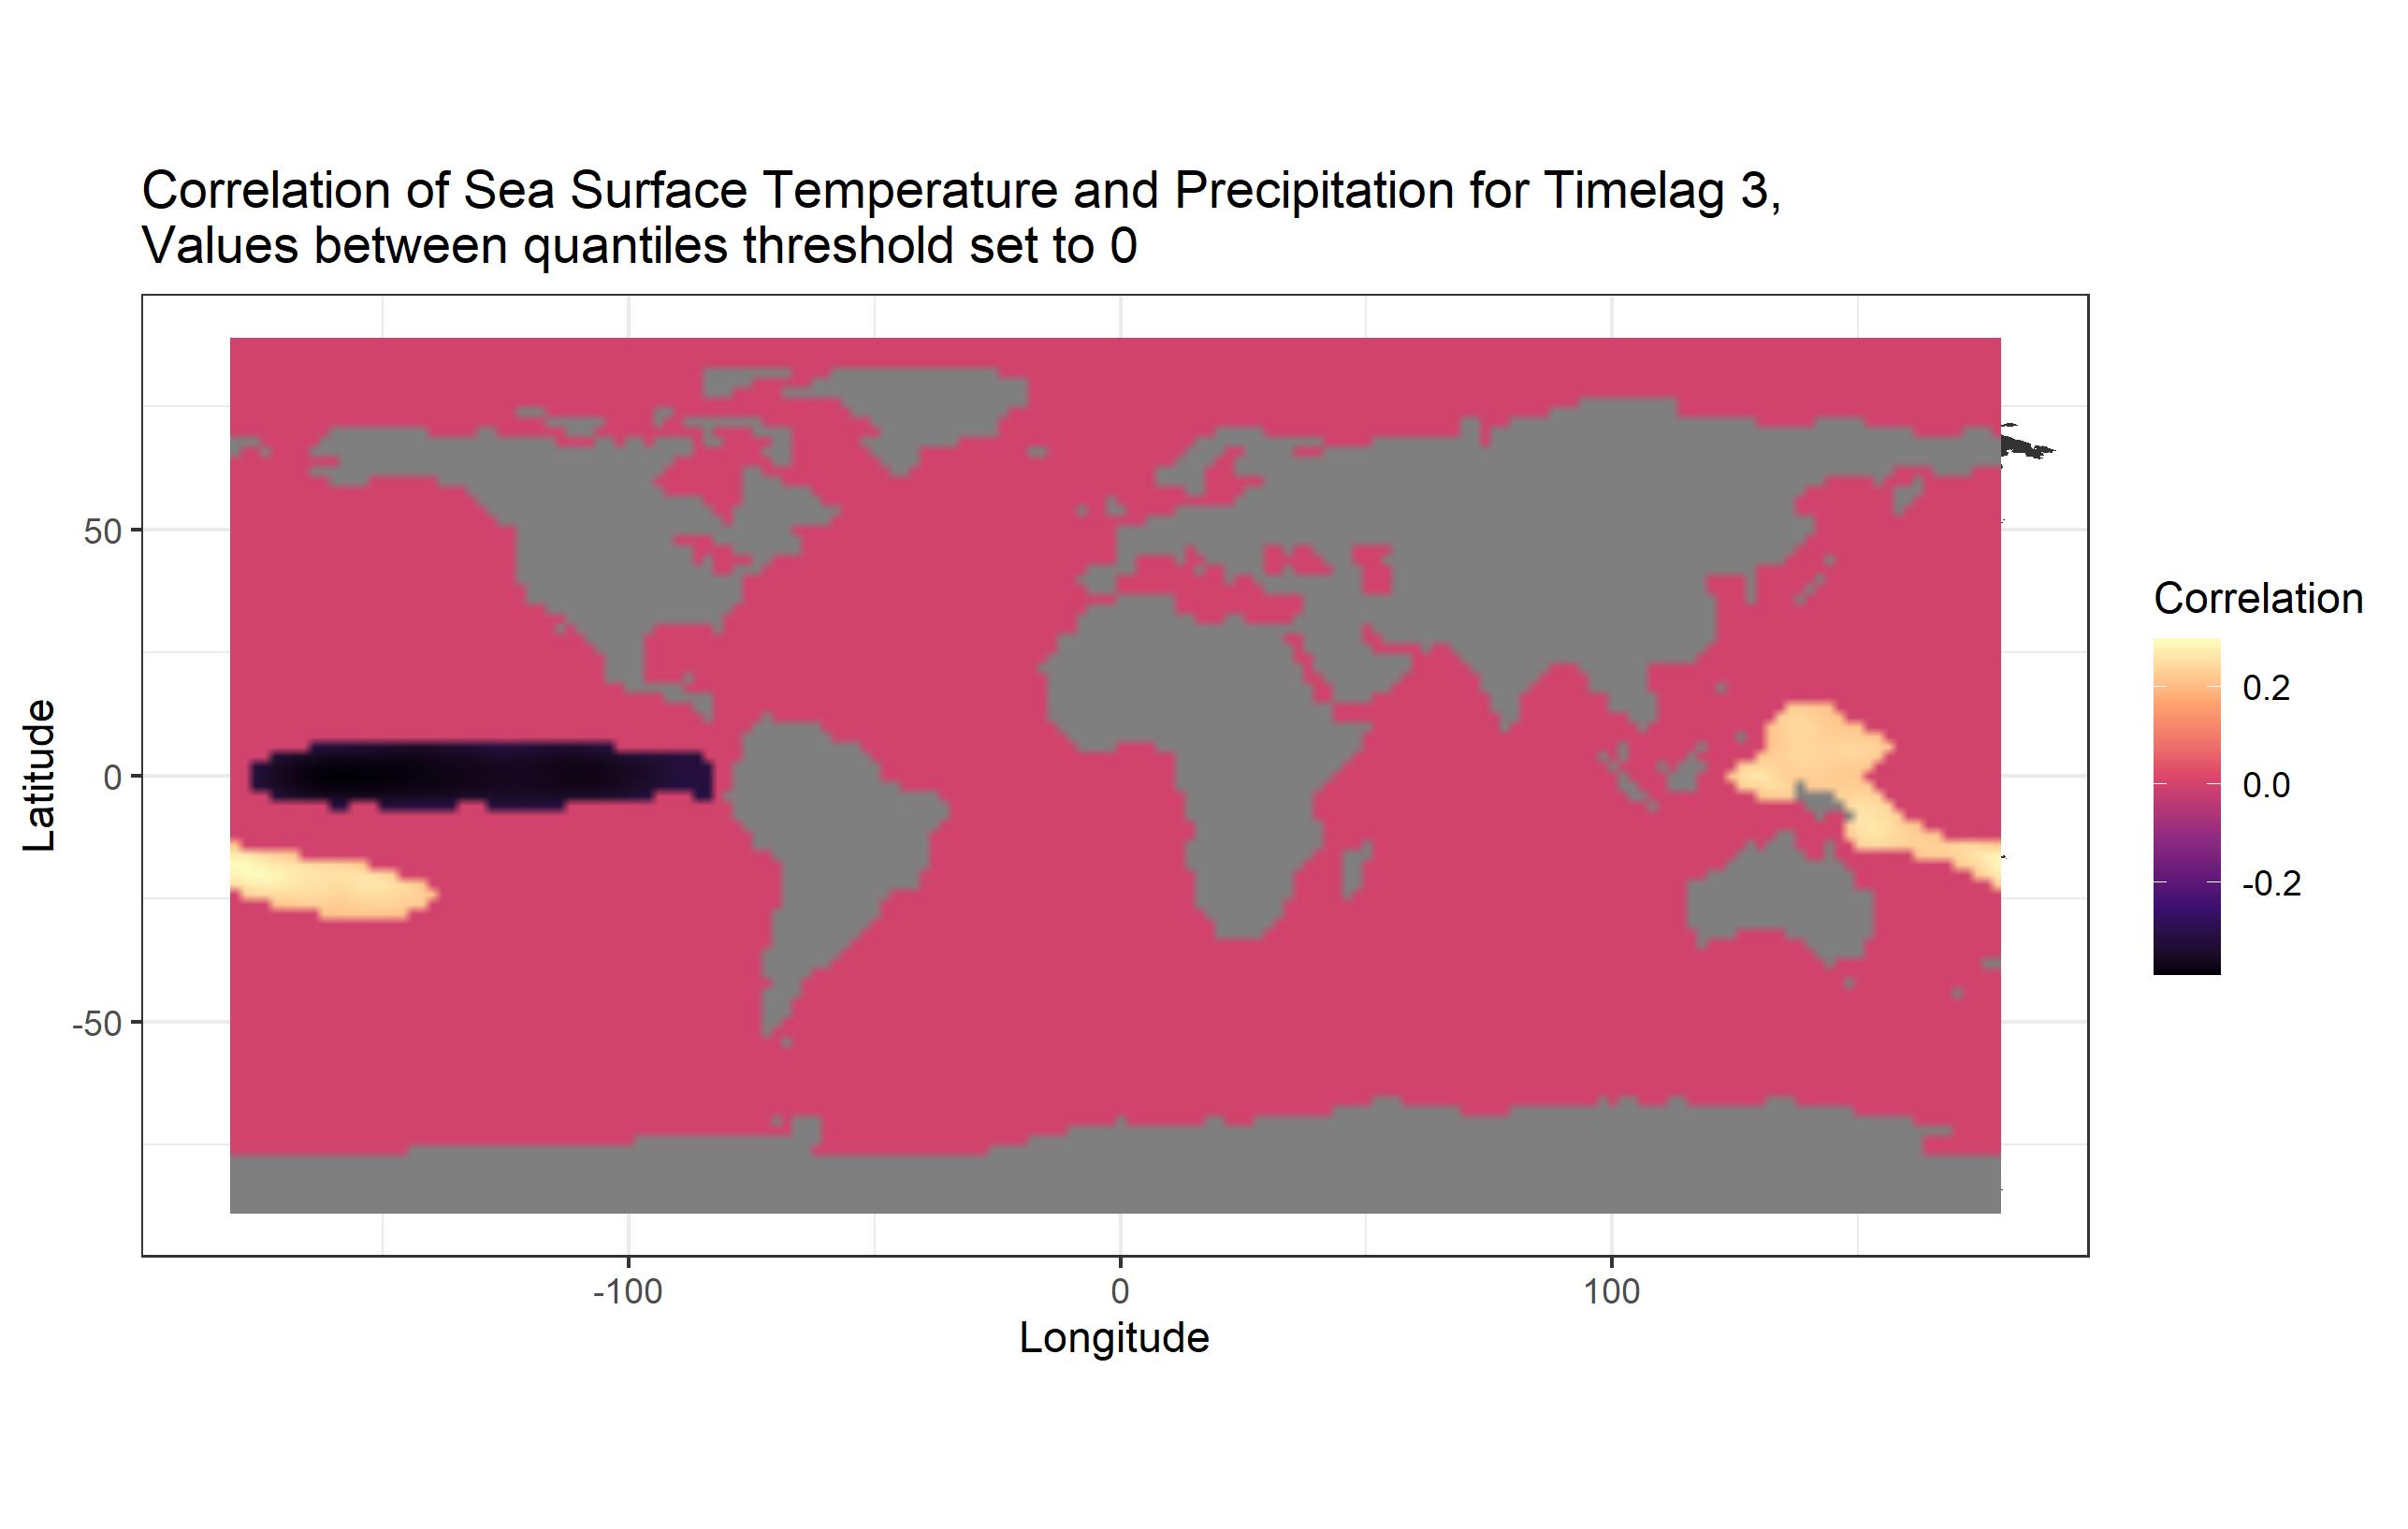 Correlation of Sea Surface Temperature and Precipitation for Timelag 3,
Values between quantiles threshold set to 0
Latitude
50
0
-50
-100
0
100
Longitude
Correlation
0.2
0.0
-0.2